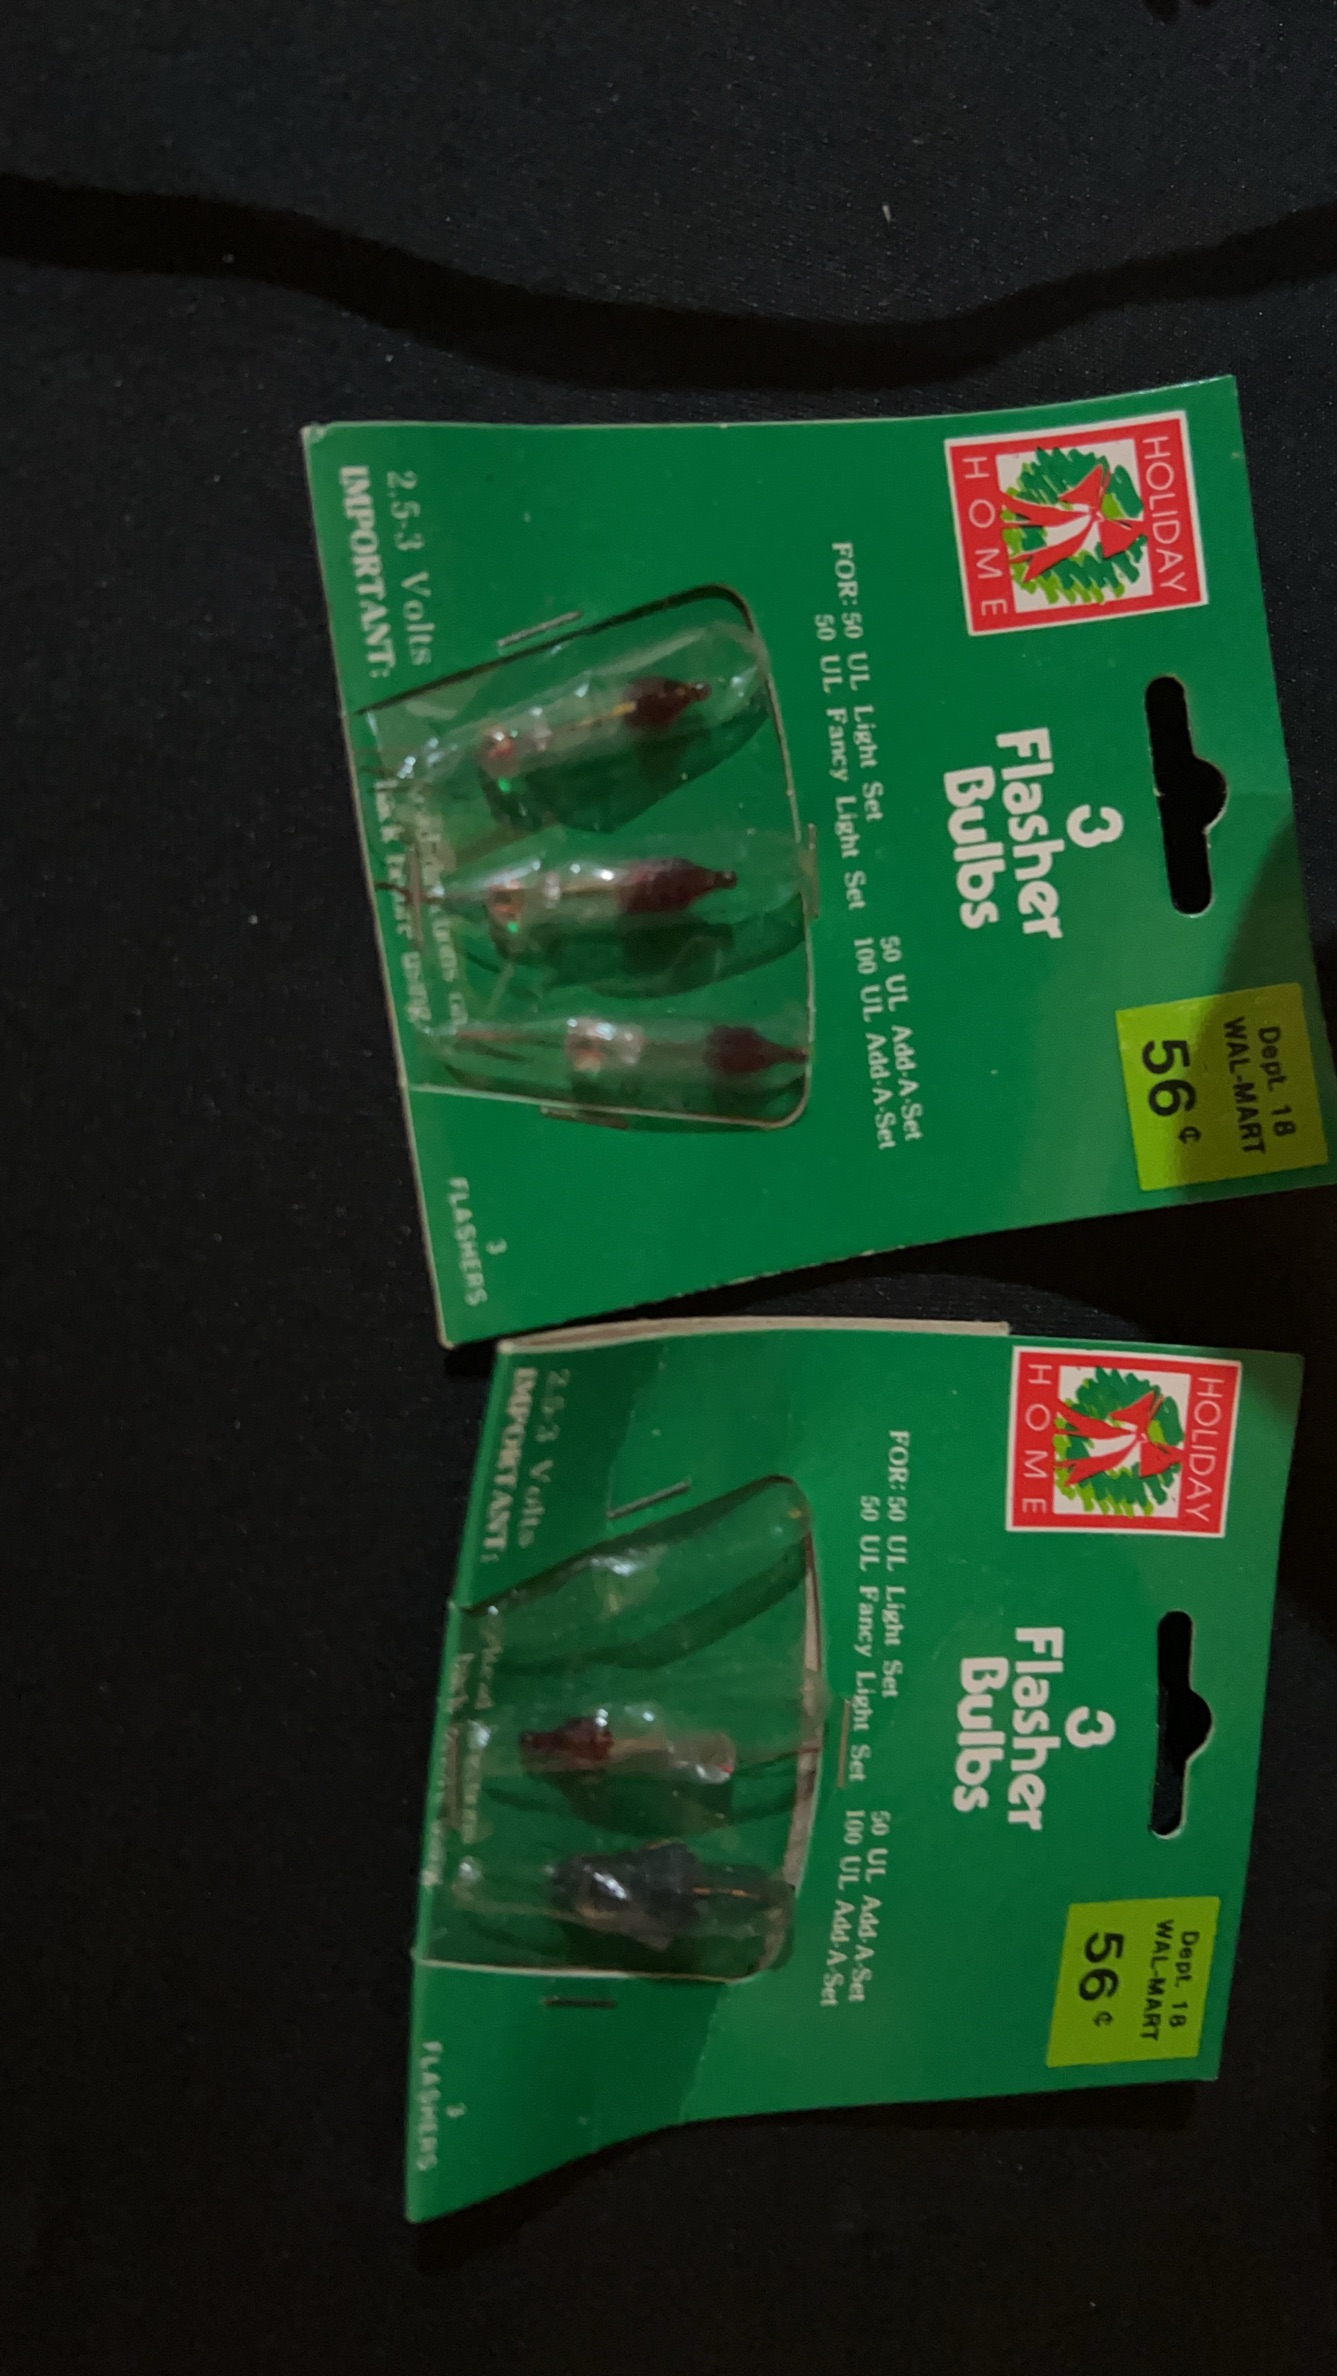 HOLIDAY
HOME
3
Flasher
Bulbs
Dept. 18
WAL-MART
56¢
FOR: 50 UL Light Set
50 UL Fancy Light Set
50 UL Add-A-Set
100 UL Add-A-Set
2.5-3 Volts
IMPORTANT:
back before using
3
FLASHERS
HOLIDAY
HOME
3
Flasher
Bulbs
Dept. 18
WAL-MART
56¢
FOR: 50 UL Light Set
50 UL Fancy Light Set
50 UL Add-A-Set
100 UL Add-A-Set
2.5-3 Volts
IMPORTANT:
3
FLASHERS